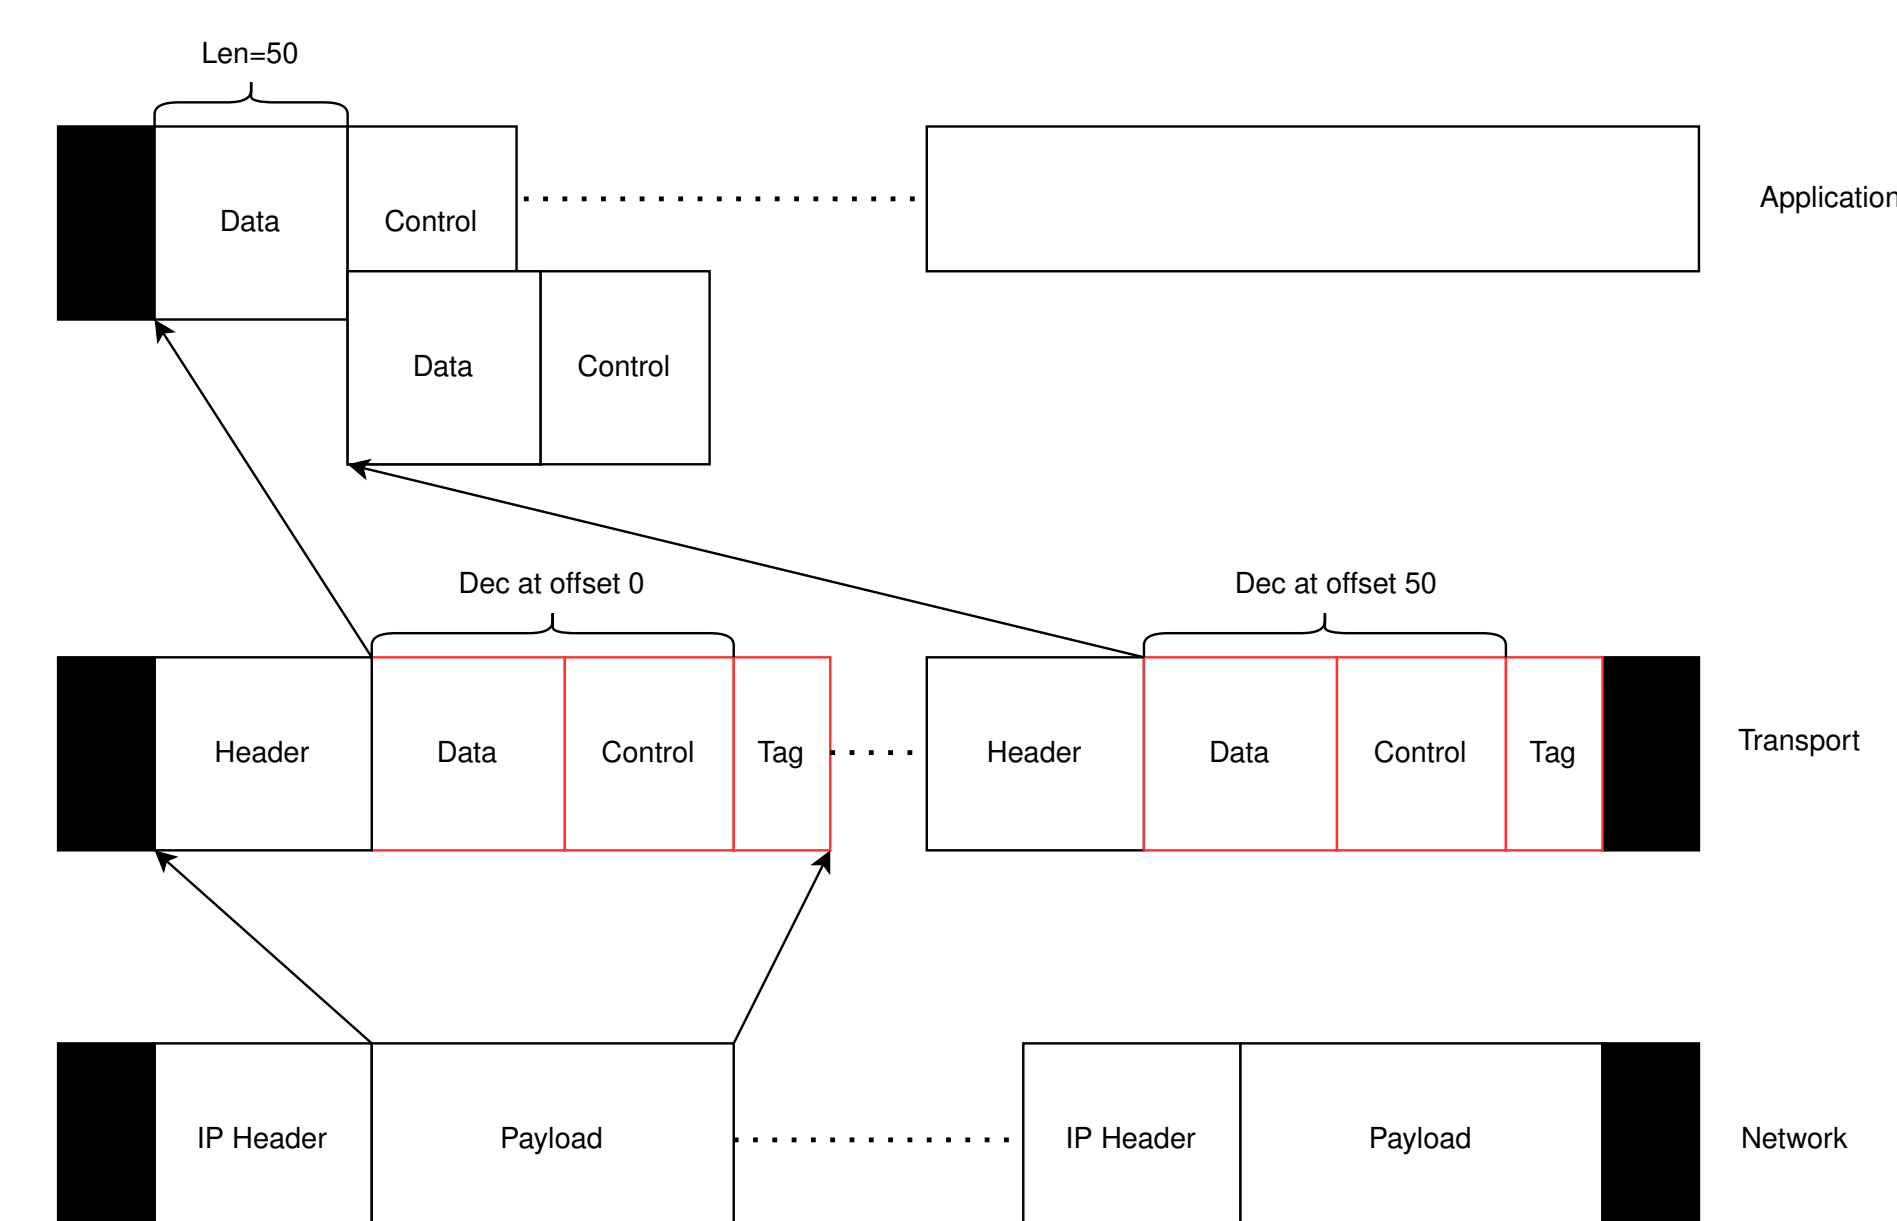 Len=50
Data
Control
Application
Data
Control
Dec at offset 0
Dec at offset 50
Header
Data
Control
Tag
Header
Data
Control
Tag
Transport
IP Header
Payload
IP Header
Payload
Network